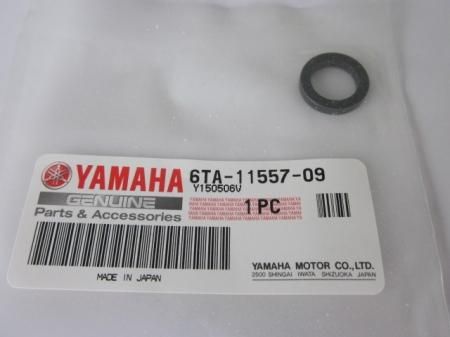 YAMAHA 6TA-11557-09
Y150506V
GENUINE
Parts & Accessories
1 PC
MADE IN JAPAN
YAMAHA MOTOR CO.,LTD.
2500 SHINGAI IWATA SHIZUOKA JAPAN